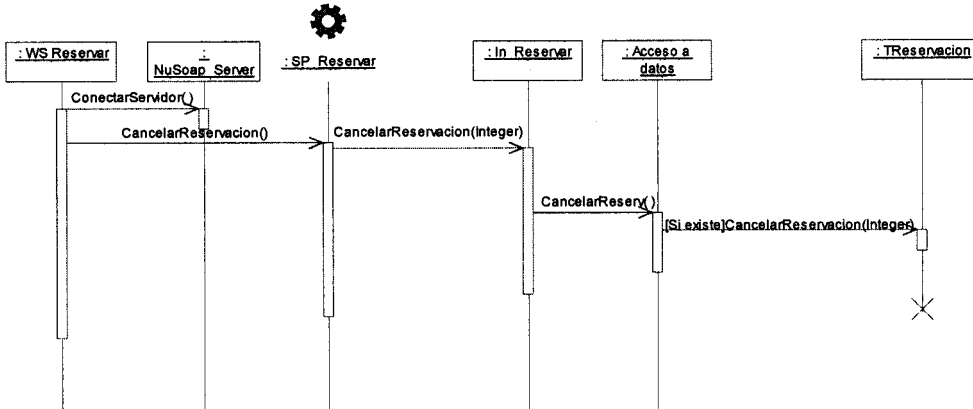 : WS Reservar
:
NuSoap_Server
: SP_Reservar
: In_Reservar
: Acceso a
datos
: TReservacion
ConectarServidor()
CancelarReservacion()
CancelarReservacion(Integer)
CancelarReserv()
[Si existe]CancelarReservacion(Integer)